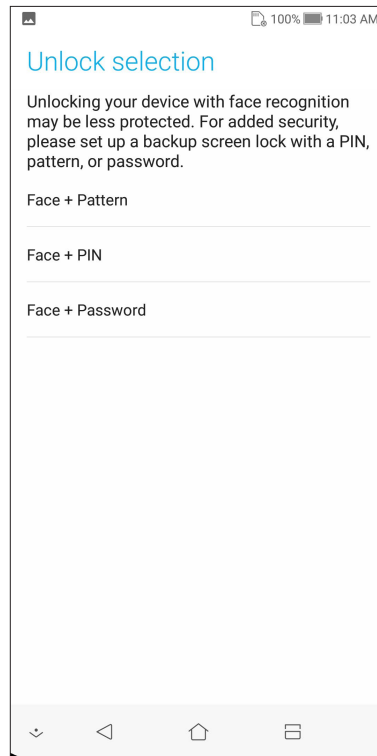 100% 11:03 AM
Unlock selection
Unlocking your device with face recognition
may be less protected. For added security,
please set up a backup screen lock with a PIN,
pattern, or password.
Face + Pattern
Face + PIN
Face + Password